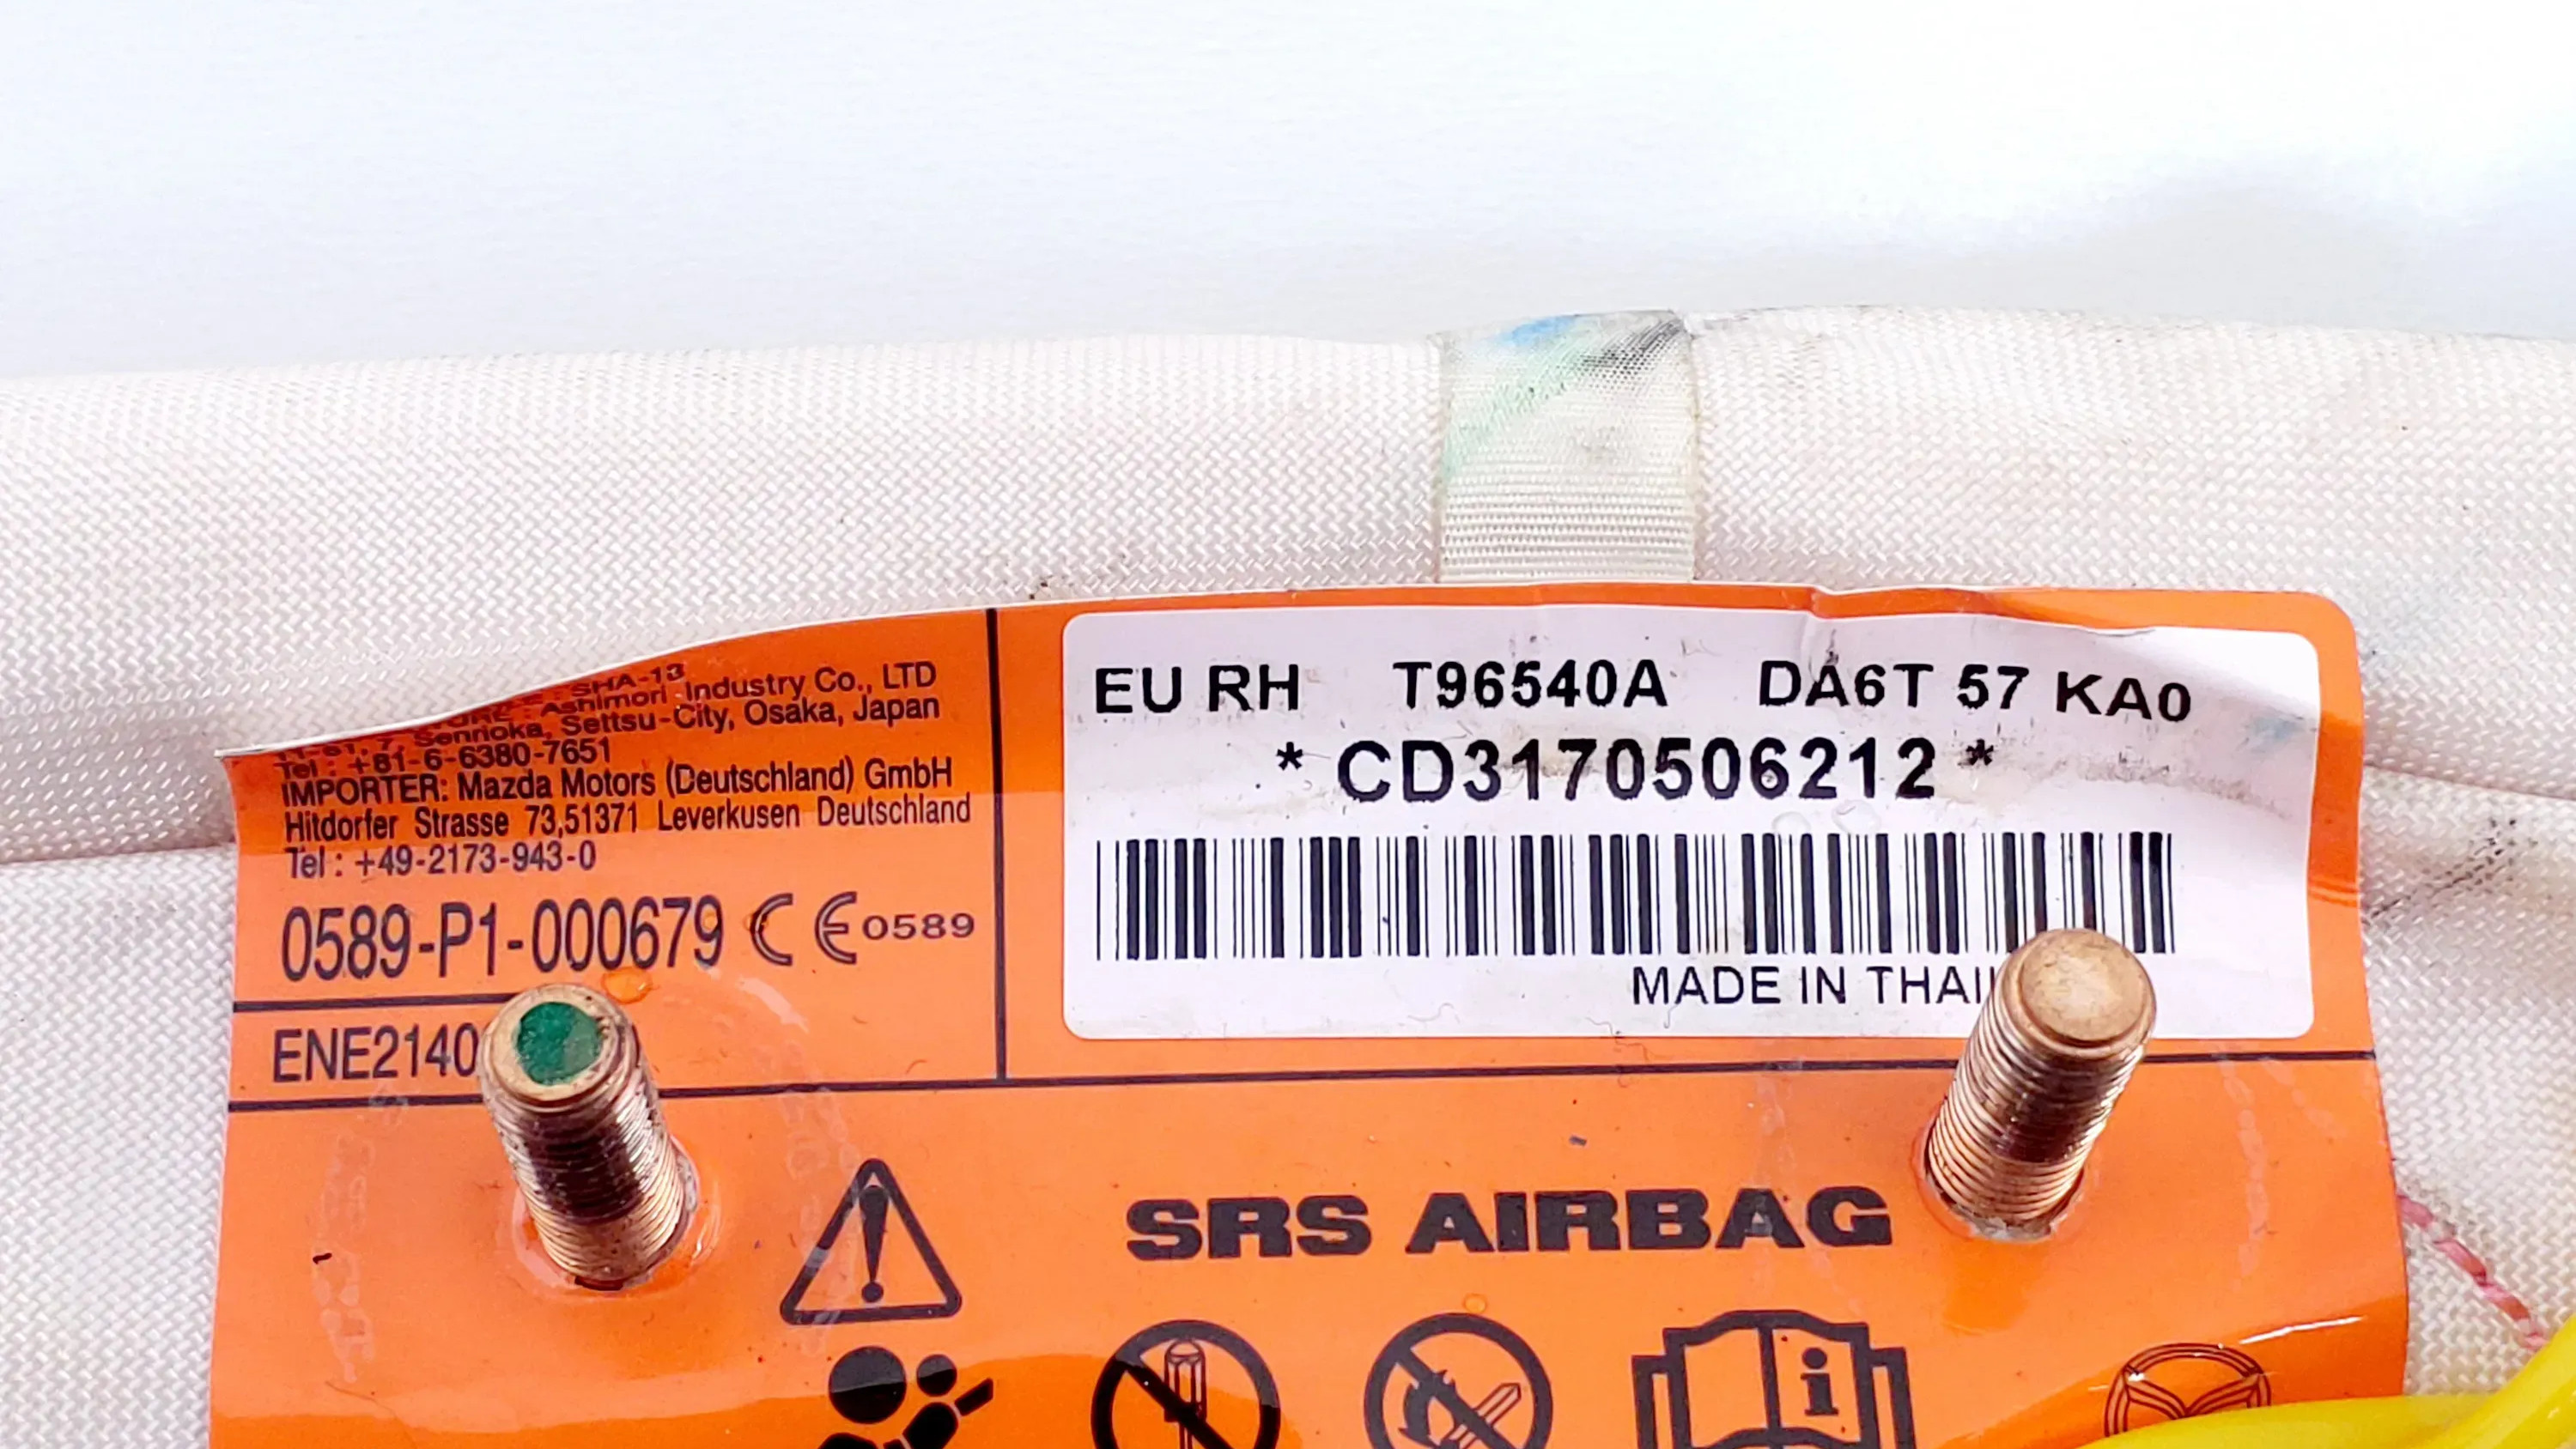 SHA-13
Ashimori Industry Co., LTD
Senrioka, Settsu-City, Osaka, Japan
Tel : +81-6-6380-7651
IMPORTER: Mazda Motors (Deutschland) GmbH
Hitdorfer Strasse 73,51371 Leverkusen Deutschland
Tel : +49-2173-943-0
0589-P1-000679 CE 0589
ENE2140
EU RH T96540A DA6T 57 KA0
*CD3170506212*
MADE IN THAI
SRS AIRBAG